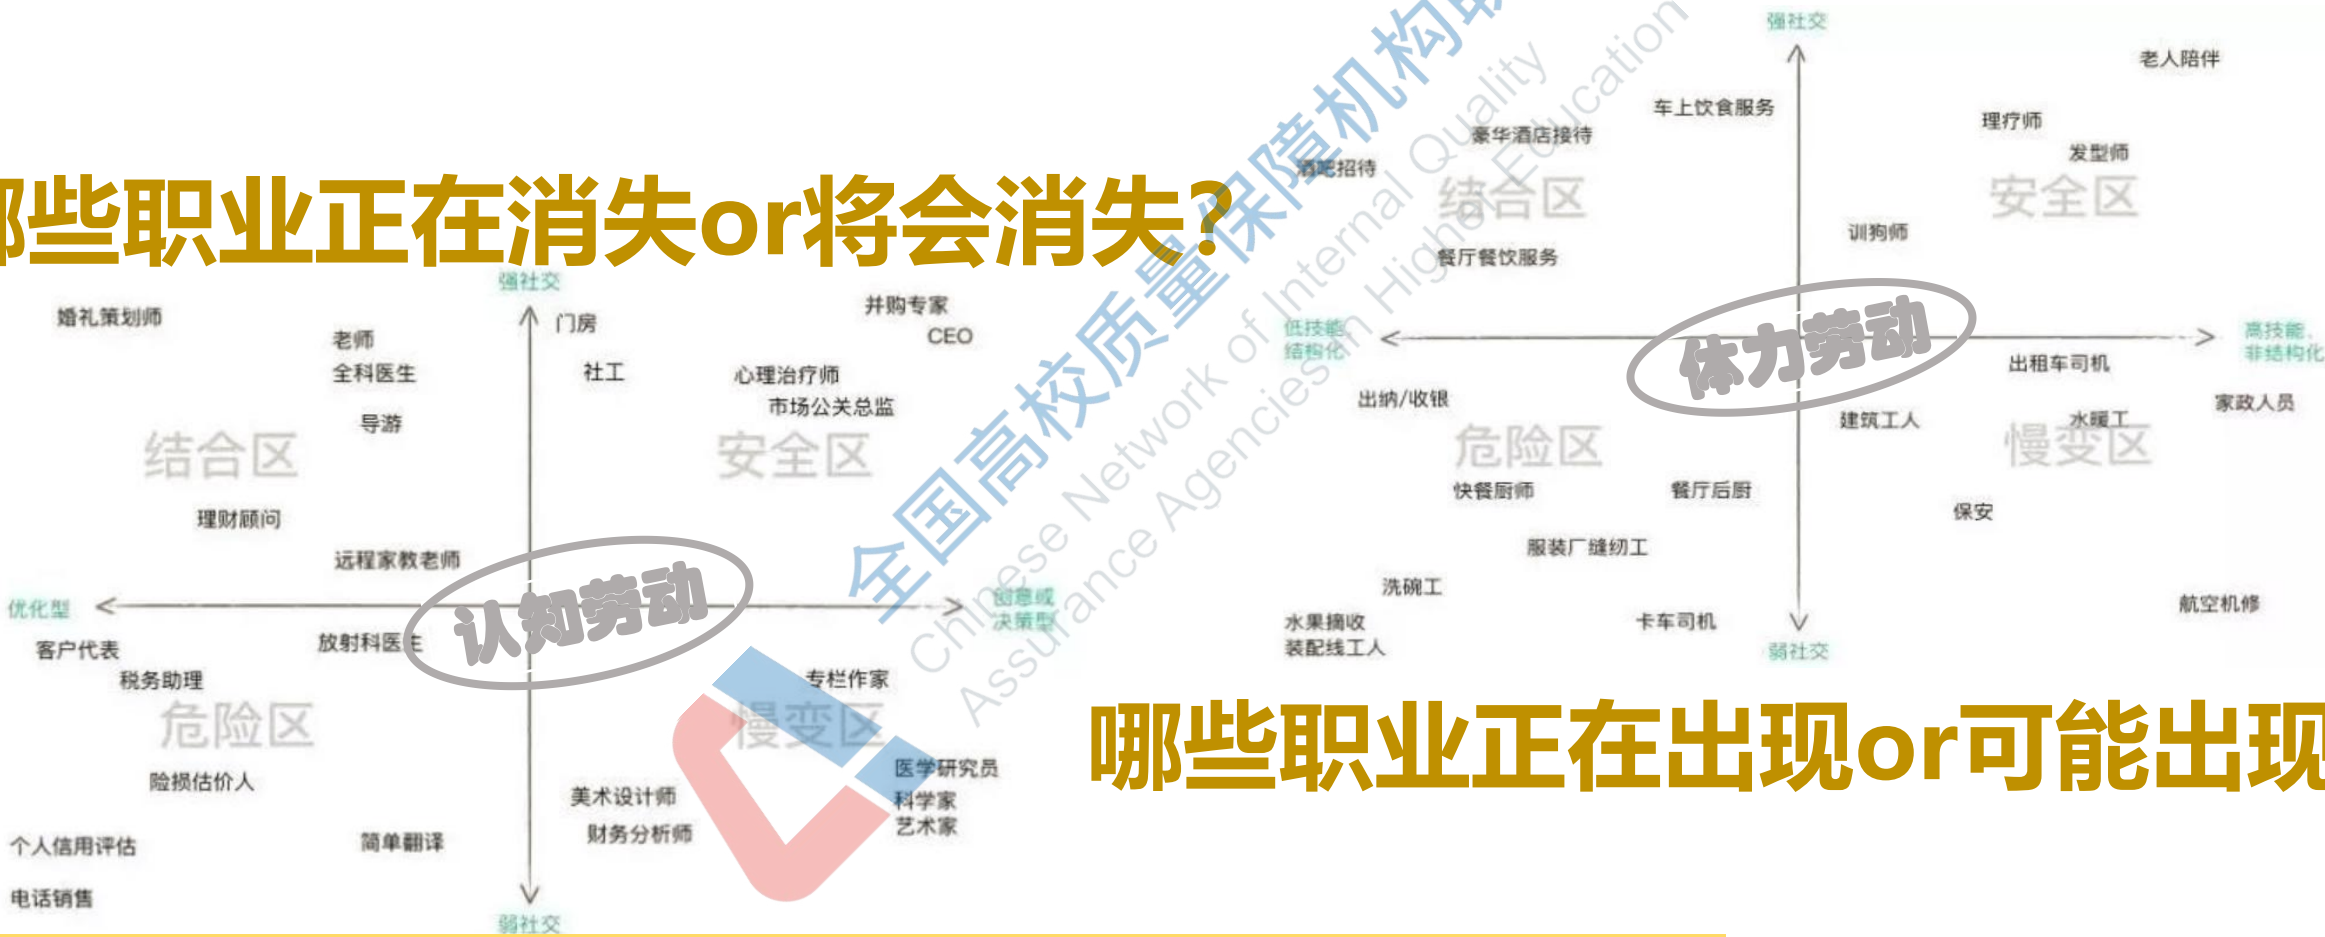 哪些职业正在消失or将会消失?
强社交
婚礼策划师
门房
并购专家
老师
CEO
全科医生
社工
心理治疗师
市场公关总监
导游
结合区
安全区
理财顾问
远程家教老师
优化型
认知劳动
创意或
决策型
客户代表
放射科医生
税务助理
专栏作家
危险区
慢变区
险损估价人
医学研究员
美术设计师
科学家
财务分析师
艺术家
个人信用评估
简单翻译
电话销售
弱社交
强社交
老人陪伴
车上饮食服务
豪华酒店接待
理疗师
酒吧招待
发型师
结合区
安全区
训狗师
餐厅餐饮服务
低技能、
结构化
体力劳动
高技能、
非结构化
出租车司机
出纳/收银
家政人员
建筑工人
水暖工
危险区
慢变区
快餐厨师
餐厅后厨
保安
服装厂缝纫工
洗碗工
航空机修
水果摘收
卡车司机
装配线工人
弱社交
哪些职业正在出现or可能出现
全国高校质量保障机构联
Chinese Network of Internal Quality
Assurance Agencies in Higher Education